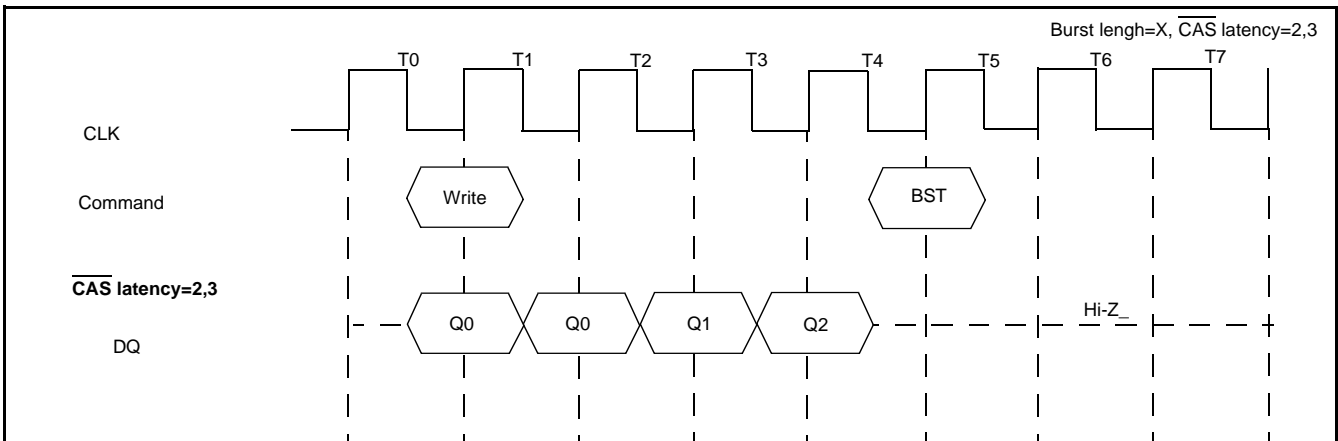 Burst lengh=X, CAS latency=2,3
T0 T1 T2 T3 T4 T5 T6 T7
CLK
Command Write BST
CAS latency=2,3
DQ Q0 Q0 Q1 Q2 Hi-Z_